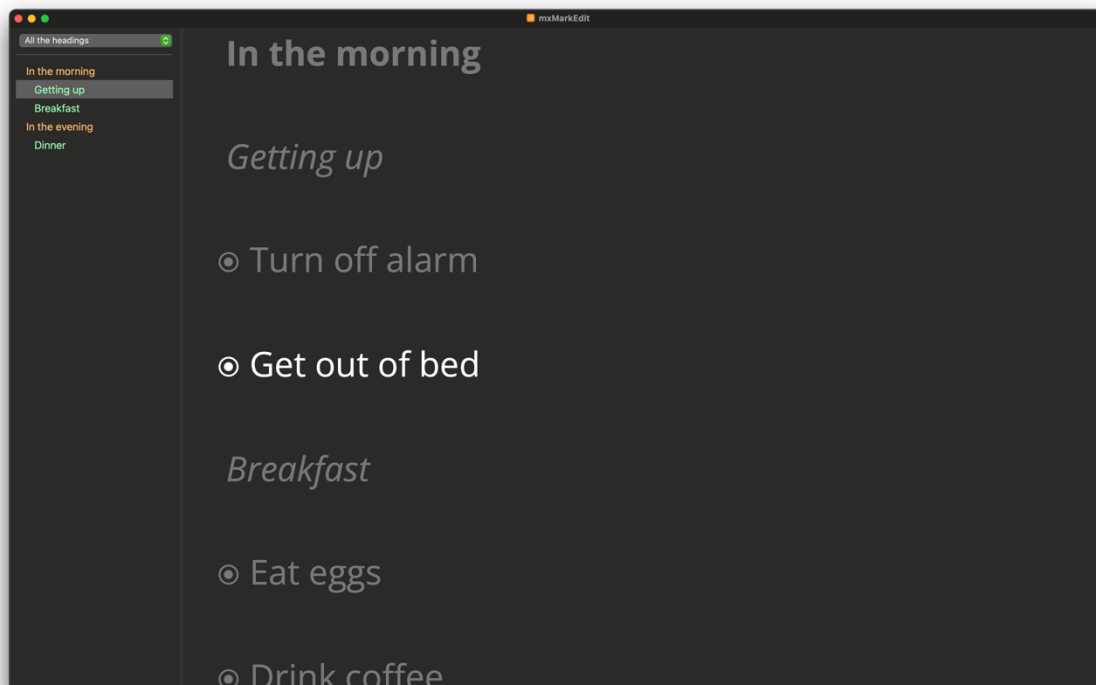 mxMarkEdit
All the headings
In the morning
Getting up
Breakfast
In the evening
Dinner
In the morning
Getting up
Turn off alarm
Get out of bed
Breakfast
Eat eggs
Drink coffee